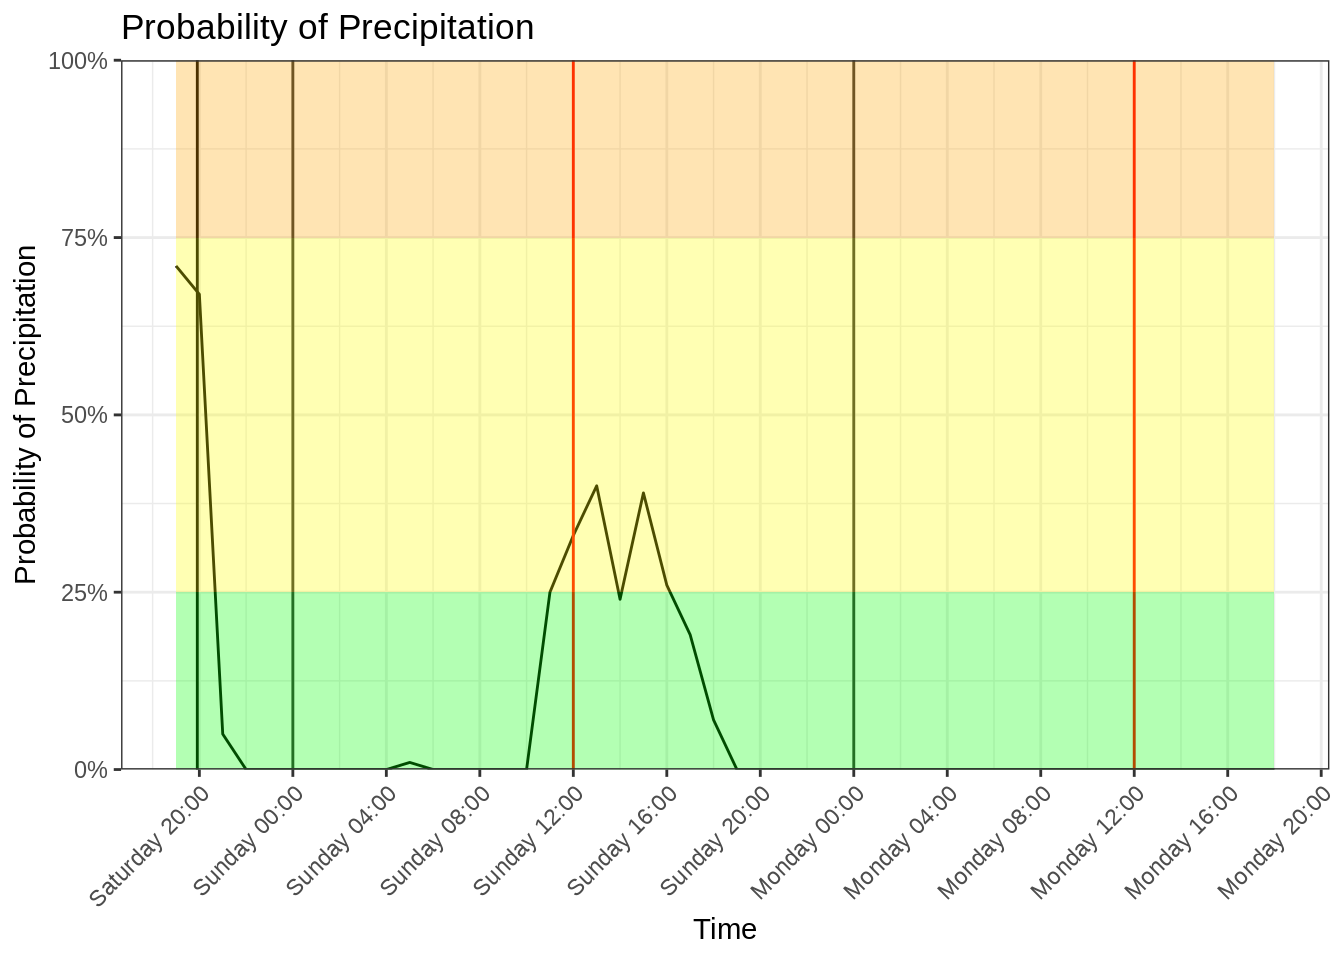 Probability of Precipitation
Probability of Precipitation
100%
75%
50%
25%
0%
Saturday 20:00
Sunday 00:00
Sunday 04:00
Sunday 08:00
Sunday 12:00
Sunday 16:00
Sunday 20:00
Monday 00:00
Monday 04:00
Monday 08:00
Monday 12:00
Monday 16:00
Monday 20:00
Time